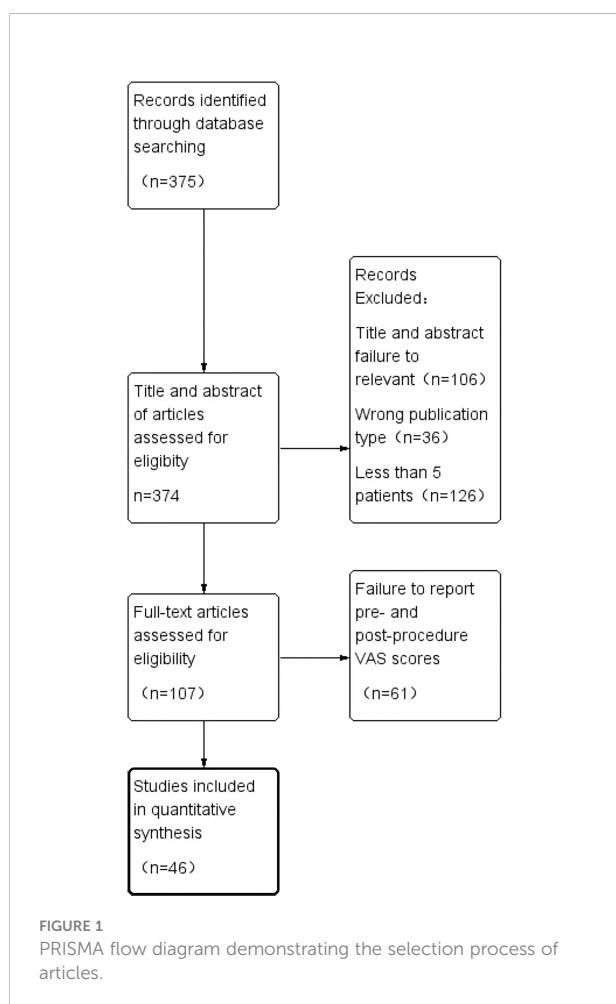 Records identified
through database
searching
（n=375）
Records
Excluded：
Title and abstract
failure to
relevant（n=106）
Wrong publication
type（n=36）
Less than 5
patients（n=126）
Title and abstract
of articles
assessed for
eligibity
n=374
Full-text articles
assessed for
eligibility
（n=107）
Failure to report
pre- and
post-procedure
VAS scores
（n=61）
Studies included
in quantitative
synthesis
（n=46）
FIGURE 1
PRISMA flow diagram demonstrating the selection process of
articles.